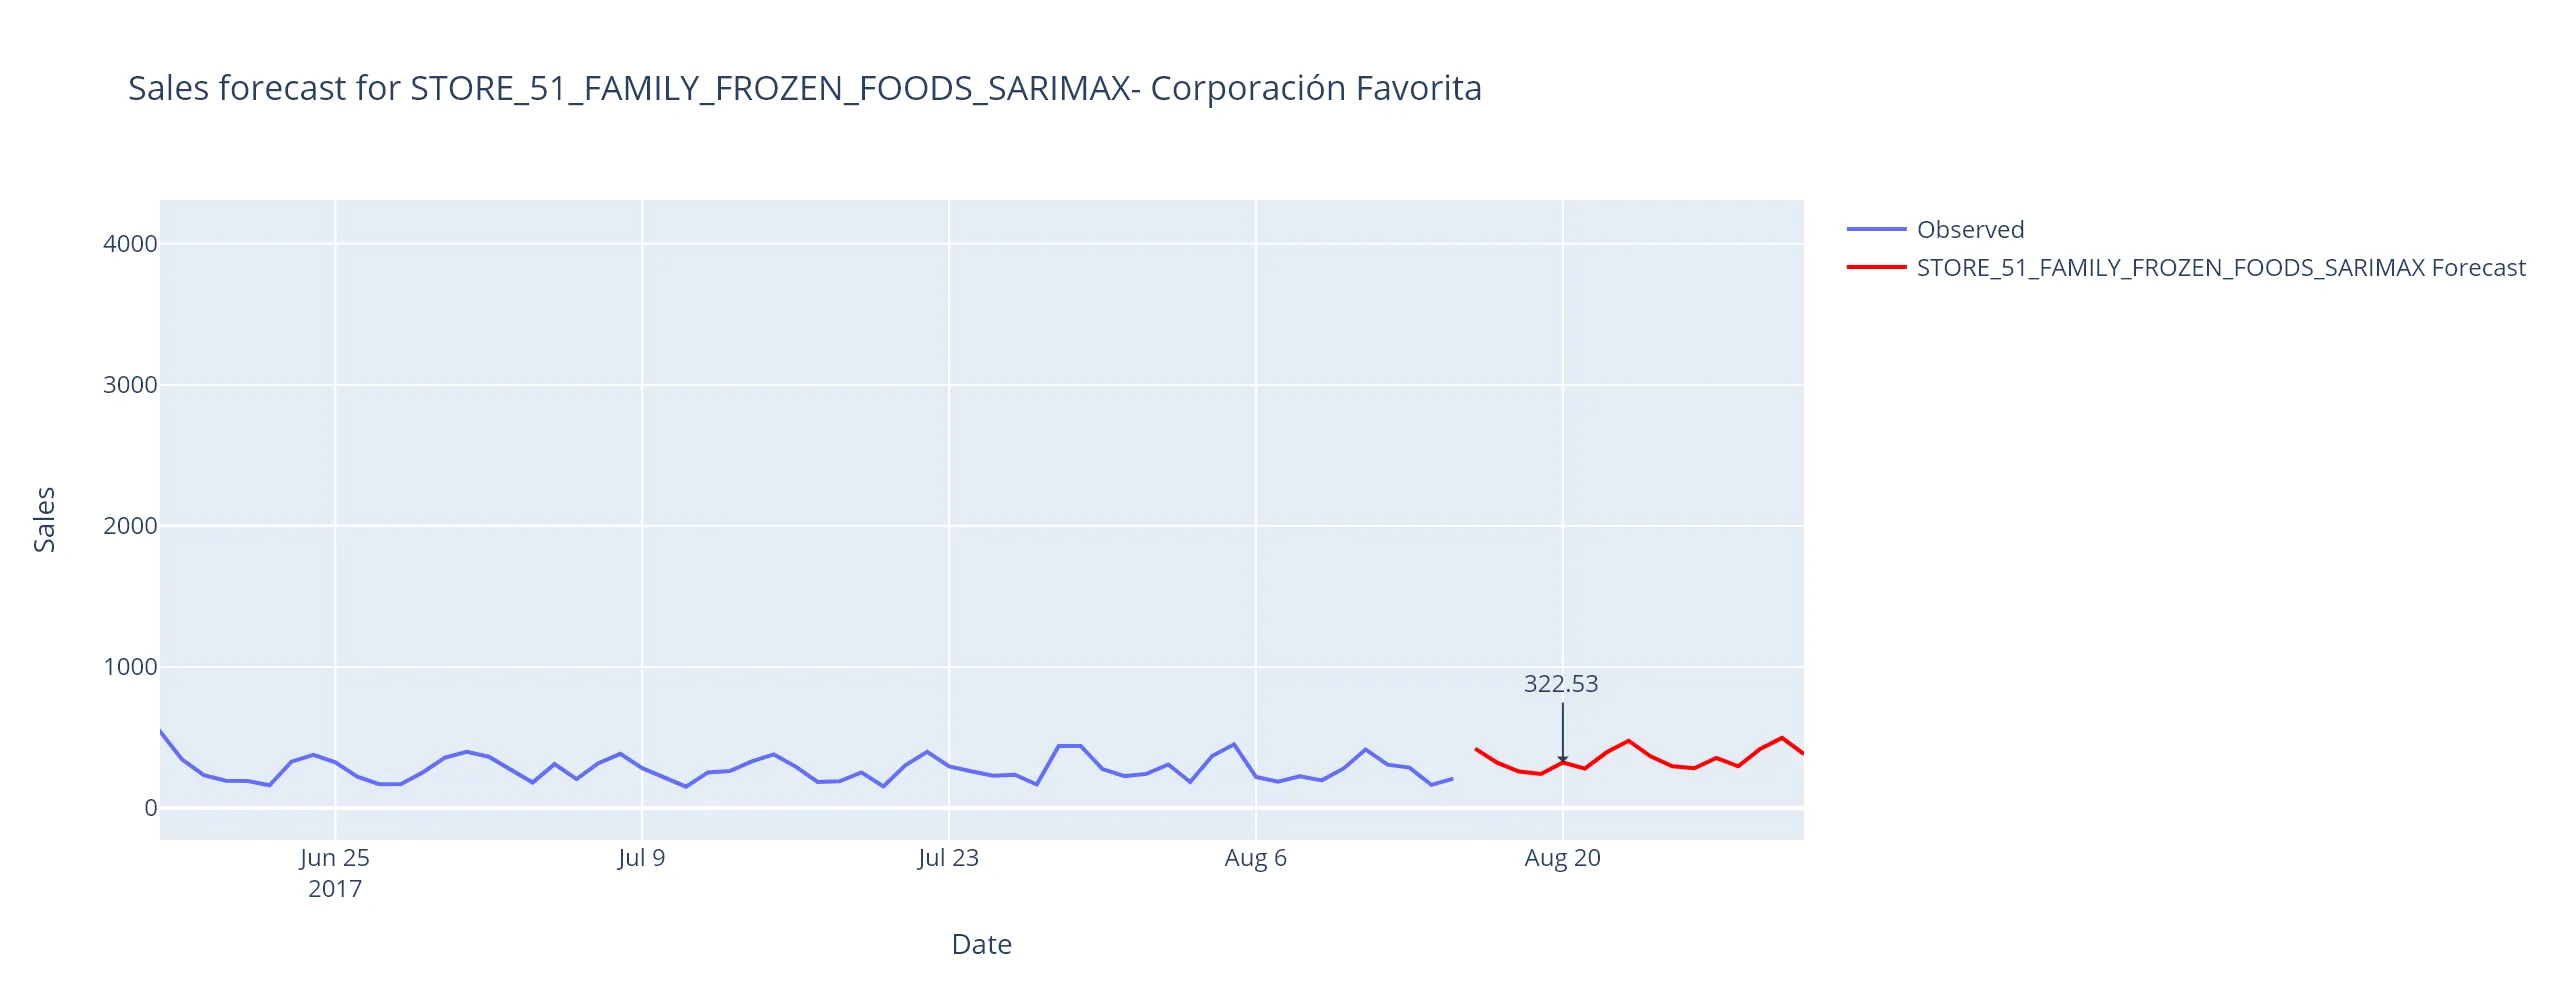 Sales forecast for STORE_51_FAMILY_FROZEN_FOODS_SARIMAX- Corporación Favorita
Observed
STORE_51_FAMILY_FROZEN_FOODS_SARIMAX Forecast
4000
3000
2000
1000
0
Sales
322.53
Jun 25
2017
Jul 9
Jul 23
Aug 6
Aug 20
Date